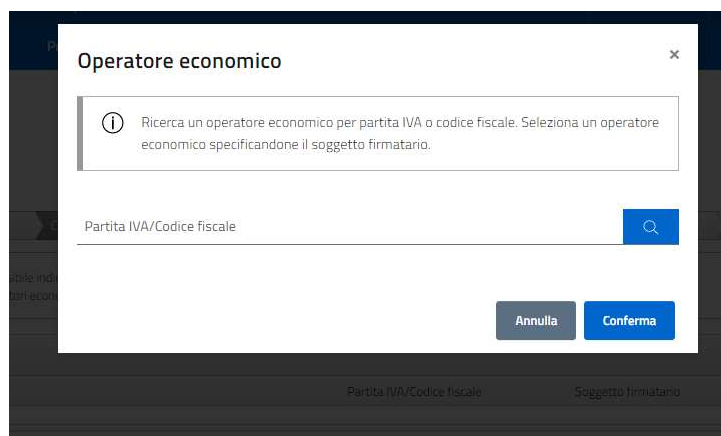 Operatore economico
×
Ricerca un operatore economico per partita IVA o codice fiscale. Seleziona un operatore
economico specificandone il soggetto firmatario.
Partita IVA/Codice fiscale
Annulla
Conferma
Partita IVA/Codice fiscale
Soggetto firmatario